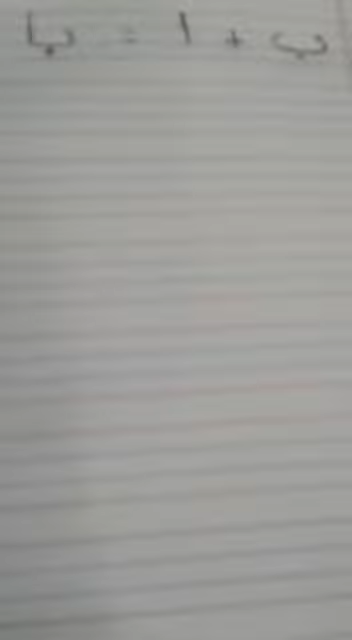 ب + ا = با